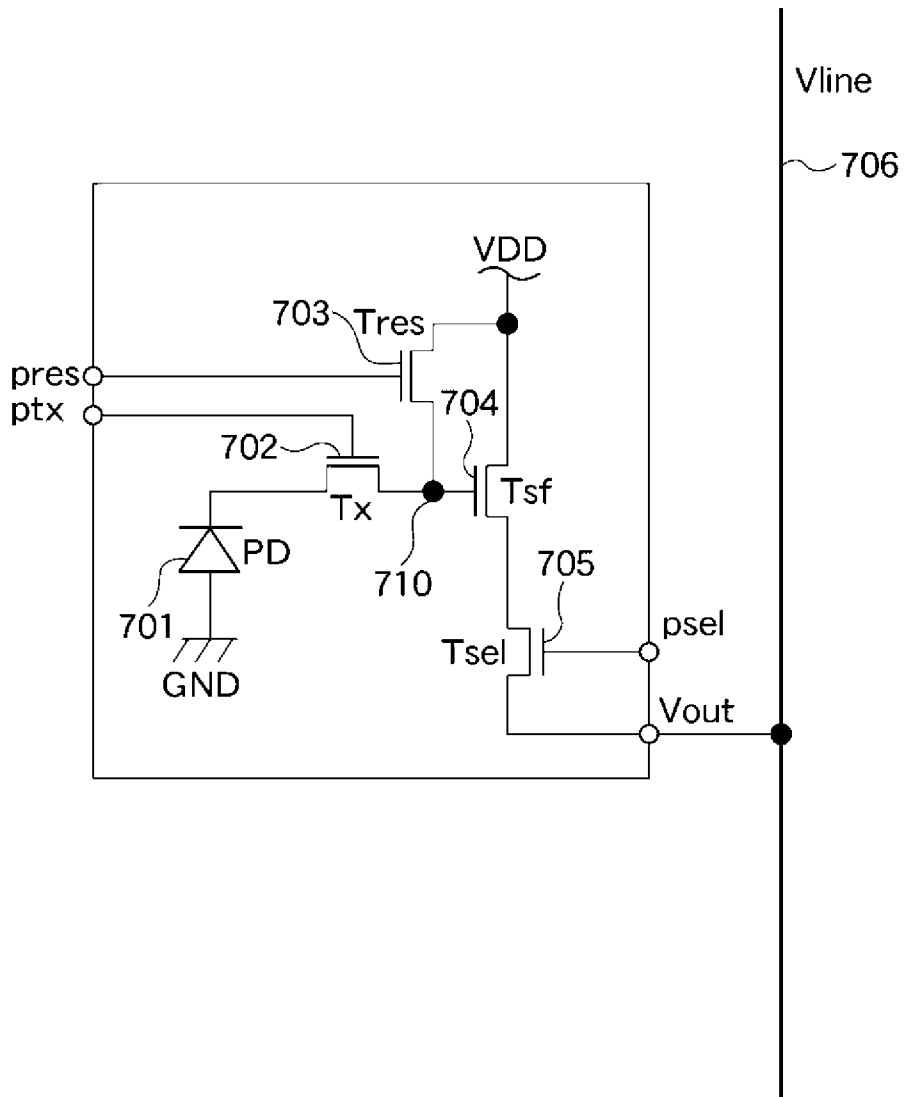 Vline
706
VDD
703
Tres
pres
ptx
704
702
Tsf
Tx
PD
710
705
701
psel
Tsel
GND
Vout